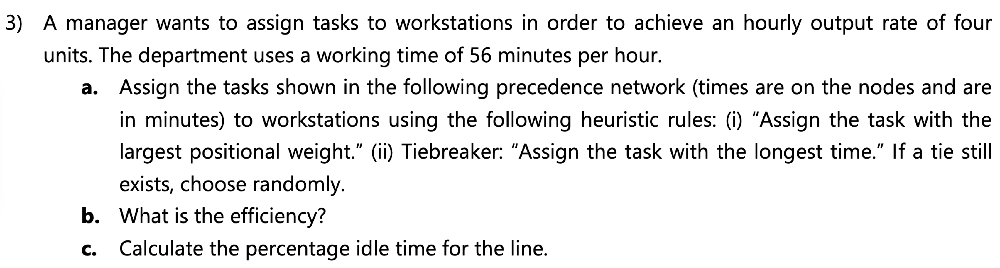 3) A manager wants to assign tasks to workstations in order to achieve an hourly output rate of four
units. The department uses a working time of 56 minutes per hour.
a. Assign the tasks shown in the following precedence network (times are on the nodes and are
in minutes) to workstations using the following heuristic rules: (i) “Assign the task with the
largest positional weight.” (ii) Tiebreaker: “Assign the task with the longest time.” If a tie still
exists, choose randomly.
b. What is the efficiency?
c. Calculate the percentage idle time for the line.